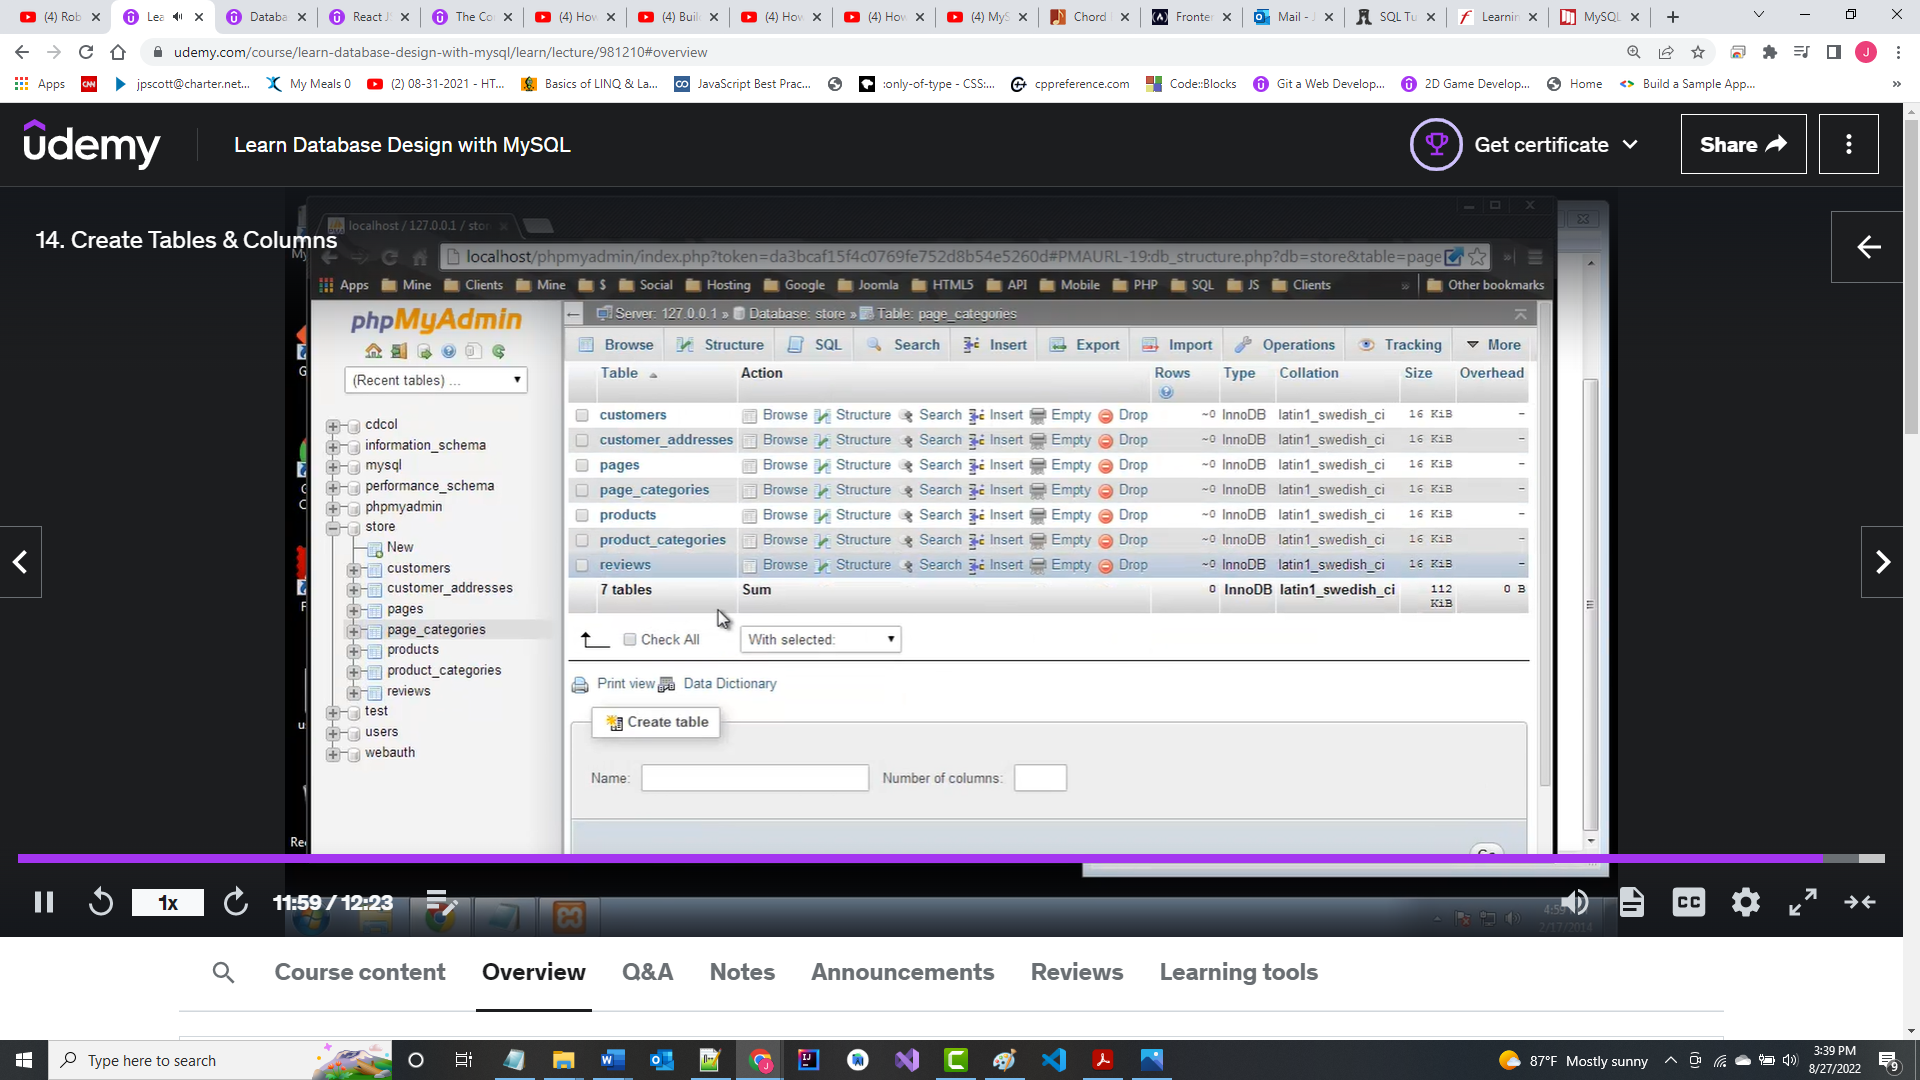 (4) Rob
Lea
Databa
React J
The Co
(4) How
(4) Buil
(4) How
(4) How
(4) MyS
Chord
Fronter
Mail - J
SQL Tu
Learnin
MySQL
udemy.com/course/learn-database-design-with-mysql/learn/lecture/981210#overview
J
Apps
CNN
jpscott@charter.net...
My Meals 0
(2) 08-31-2021 - HT...
Basics of LINQ & La...
JavaScript Best Prac...
:only-of-type - CSS:...
cppreference.com
Code::Blocks
Git a Web Develop...
2D Game Develop...
Home
Build a Sample App...
»
udemy
Learn Database Design with MySQL
Get certificate
Share
14. Create Tables & Columns
localhost / 127.0.0.1 / stor
localhost/phpmyadmin/index.php?token=da3bcaf15f4c0769fe752d8b54e5260d#PMAURL-19:db_structure.php?db=store&table=page
Apps Mine Clients Mine $ Social Hosting Google Joomla HTML5 API Mobile PHP SQL JS Clients » Other bookmarks
phpMyAdmin
(Recent tables) ...
cdcol
information_schema
mysql
performance_schema
phpmyadmin
store
New
customers
customer_addresses
pages
page_categories
products
product_categories
reviews
test
users
webauth
Server: 127.0.0.1 » Database: store » Table: page_categories
Browse Structure SQL Search Insert Export Import Operations Tracking More
Table Action Rows Type Collation Size Overhead
customers Browse Structure Search Insert Empty Drop ~0 InnoDB latin1_swedish_ci 16 KiB -
customer_addresses Browse Structure Search Insert Empty Drop ~0 InnoDB latin1_swedish_ci 16 KiB -
pages Browse Structure Search Insert Empty Drop ~0 InnoDB latin1_swedish_ci 16 KiB -
page_categories Browse Structure Search Insert Empty Drop ~0 InnoDB latin1_swedish_ci 16 KiB -
products Browse Structure Search Insert Empty Drop ~0 InnoDB latin1_swedish_ci 16 KiB -
product_categories Browse Structure Search Insert Empty Drop ~0 InnoDB latin1_swedish_ci 16 KiB -
reviews Browse Structure Search Insert Empty Drop ~0 InnoDB latin1_swedish_ci 16 KiB -
7 tables Sum 0 InnoDB latin1_swedish_ci 112 KiB 0 B
Check All With selected:
Print view Data Dictionary
Create table
Name: Number of columns:
1x
11:59 / 12:23
CC
4:59
2/17/2014
Course content Overview Q&A Notes Announcements Reviews Learning tools
Type here to search
87°F Mostly sunny
3:39 PM
8/27/2022
9